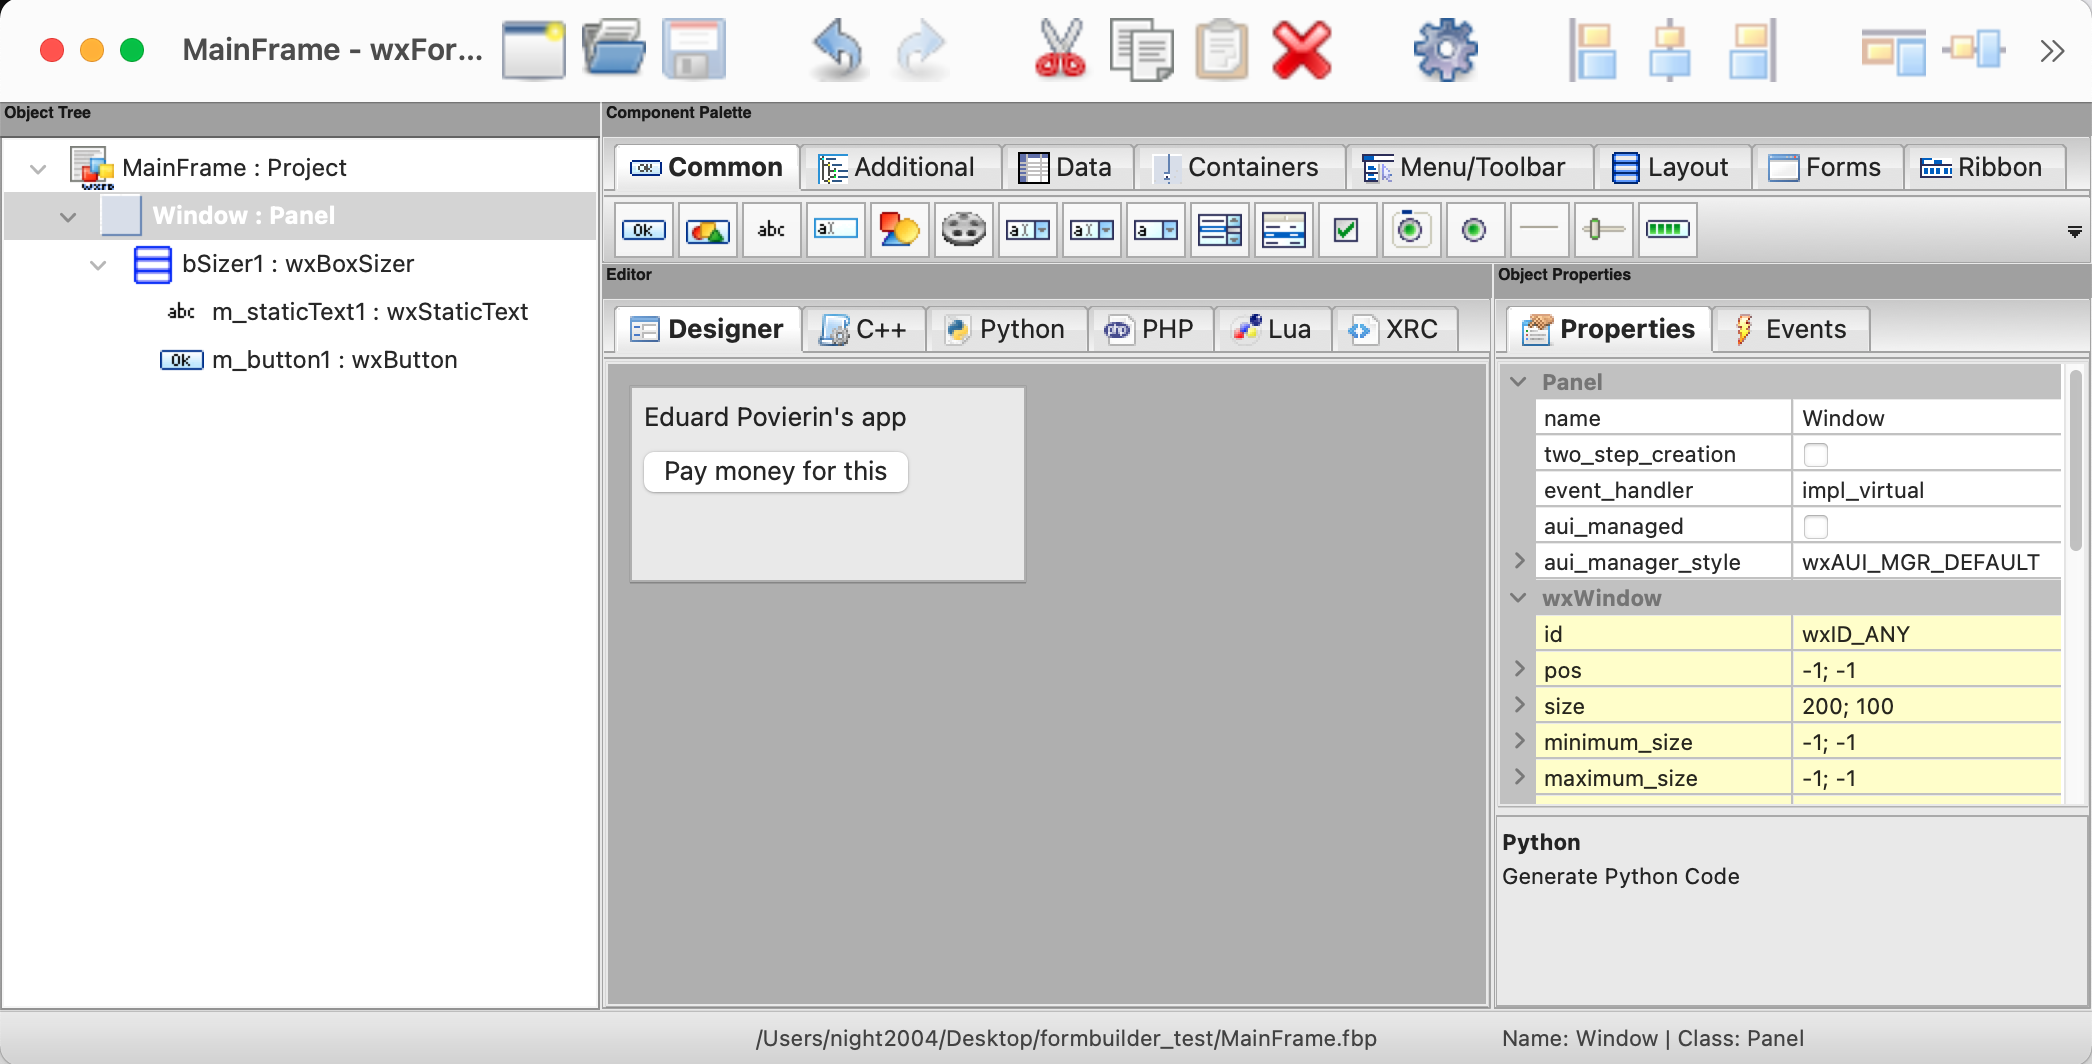 MainFrame - wxFor...
Object Tree
MainFrame : Project
Window : Panel
bSizer1 : wxBoxSizer
abc m_staticText1 : wxStaticText
Ok m_button1 : wxButton
Component Palette
Common Additional Data Containers Menu/Toolbar Layout Forms Ribbon
Ok abc
Editor
Designer C++ Python PHP Lua XRC
Eduard Povierin's app
Pay money for this
Object Properties
Properties Events
Panel
name Window
two_step_creation
event_handler impl_virtual
aui_managed
aui_manager_style wxAUI_MGR_DEFAULT
wxWindow
id wxID_ANY
pos -1; -1
size 200; 100
minimum_size -1; -1
maximum_size -1; -1
Python
Generate Python Code
/Users/night2004/Desktop/formbuilder_test/MainFrame.fbp
Name: Window | Class: Panel